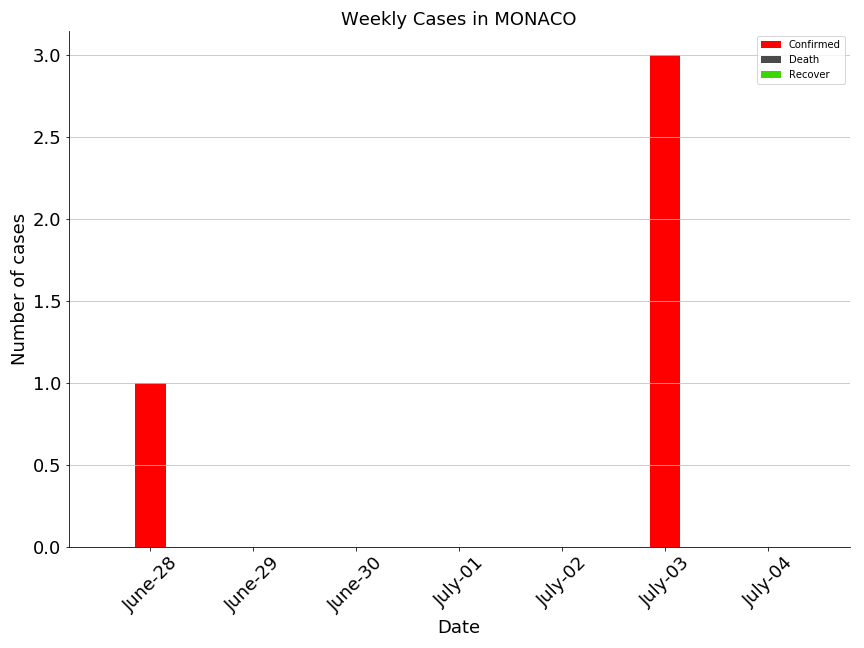 Weekly Cases in MONACO
Confirmed
Death
Recover
Number of cases
3.0
2.5
2.0
1.5
1.0
0.5
0.0
June-28
June-29
June-30
July-01
July-02
July-03
July-04
Date